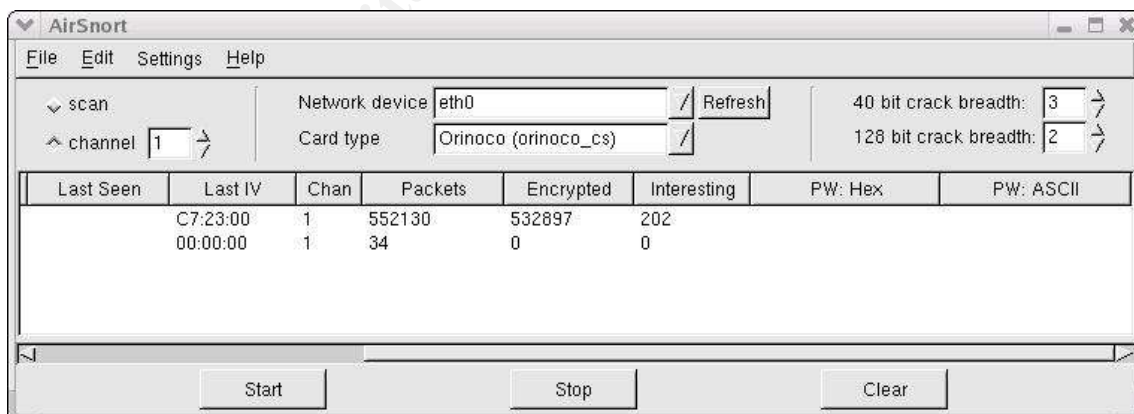 AirSnort
File Edit Settings Help
scan
channel 1
Network device eth0 Refresh
Card type Orinoco (orinoco_cs)
40 bit crack breadth: 3
128 bit crack breadth: 2
Last Seen Last IV Chan Packets Encrypted Interesting PW: Hex PW: ASCII
C7:23:00 1 552130 532897 202
00:00:00 1 34 0 0
Start Stop Clear